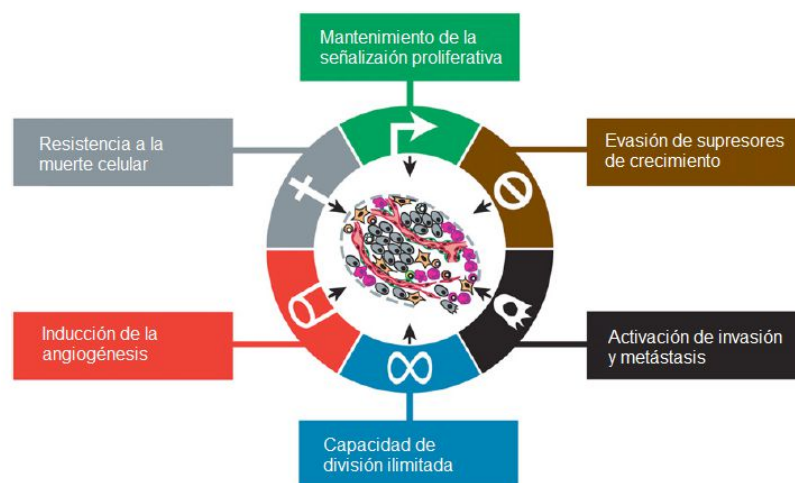 Mantenimiento de la
señalizaión proliferativa
Resistencia a la
muerte celular
Evasión de supresores
de crecimiento
Inducción de la
angiogénesis
Activación de invasión
y metástasis
Capacidad de
división ilimitada